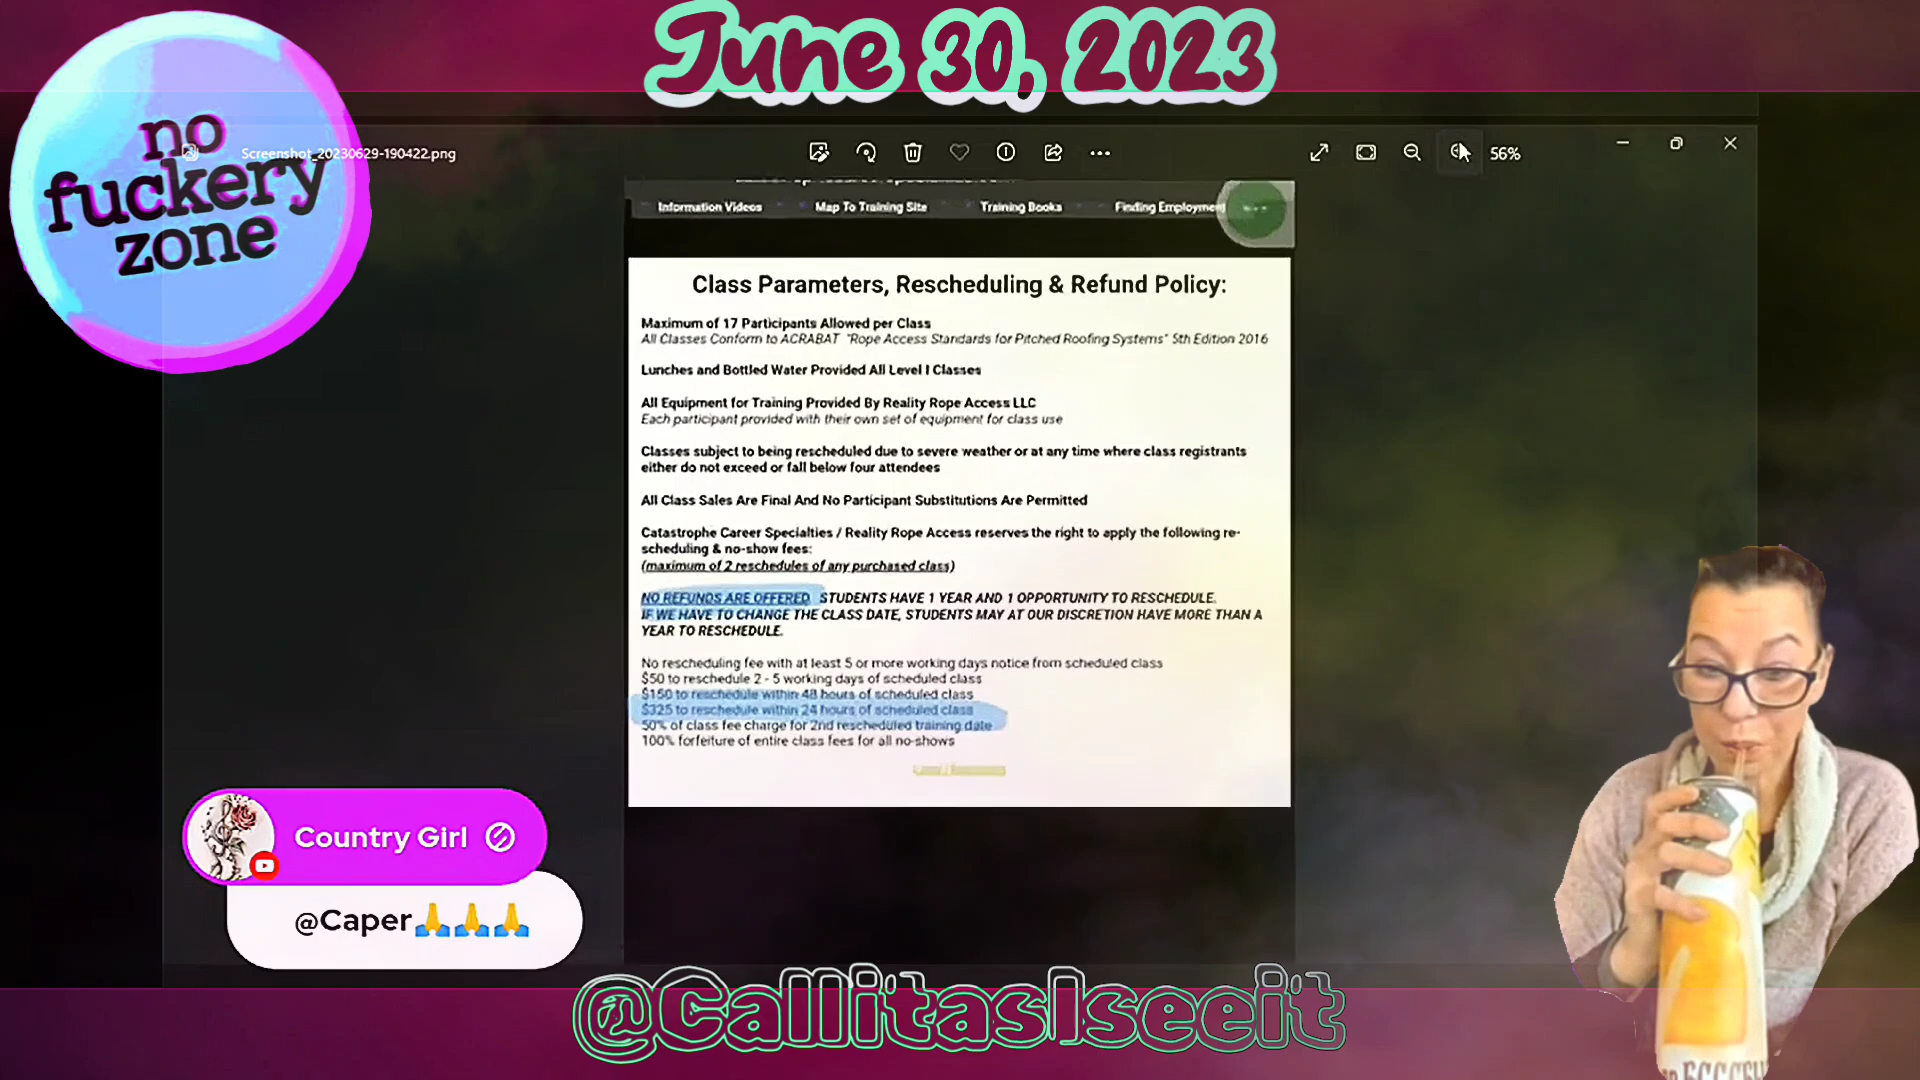 June 30, 2023
no
fuckery
zone
Screenshot_20230629-190422.png
56%
Information Videos
Map To Training Site
Training Books
Finding Employment
Class Parameters, Rescheduling & Refund Policy:
Maximum of 17 Participants Allowed per Class
All Classes Conform to ACRABAT "Rope Access Standards for Pitched Roofing Systems" 5th Edition 2016
Lunches and Bottled Water Provided All Level I Classes
All Equipment for Training Provided By Reality Rope Access LLC
Each participant provided with their own set of equipment for class use
Classes subject to being rescheduled due to severe weather or at any time where class registrants
either do not exceed or fall below four attendees
All Class Sales Are Final And No Participant Substitutions Are Permitted
Catastrophe Career Specialties / Reality Rope Access reserves the right to apply the following re-
scheduling & no-show fees:
(maximum of 2 reschedules of any purchased class)
NO REFUNDS ARE OFFERED STUDENTS HAVE 1 YEAR AND 1 OPPORTUNITY TO RESCHEDULE.
IF WE HAVE TO CHANGE THE CLASS DATE, STUDENTS MAY AT OUR DISCRETION HAVE MORE THAN A
YEAR TO RESCHEDULE.
No rescheduling fee with at least 5 or more working days notice from scheduled class
$50 to reschedule 2 - 5 working days of scheduled class
$150 to reschedule within 48 hours of scheduled class
$325 to reschedule within 24 hours of scheduled class
50% of class fee charge for 2nd rescheduled training date
100% forfeiture of entire class fees for all no-shows
Country Girl
@Caper🙏🙏🙏
@CallitasIseeit